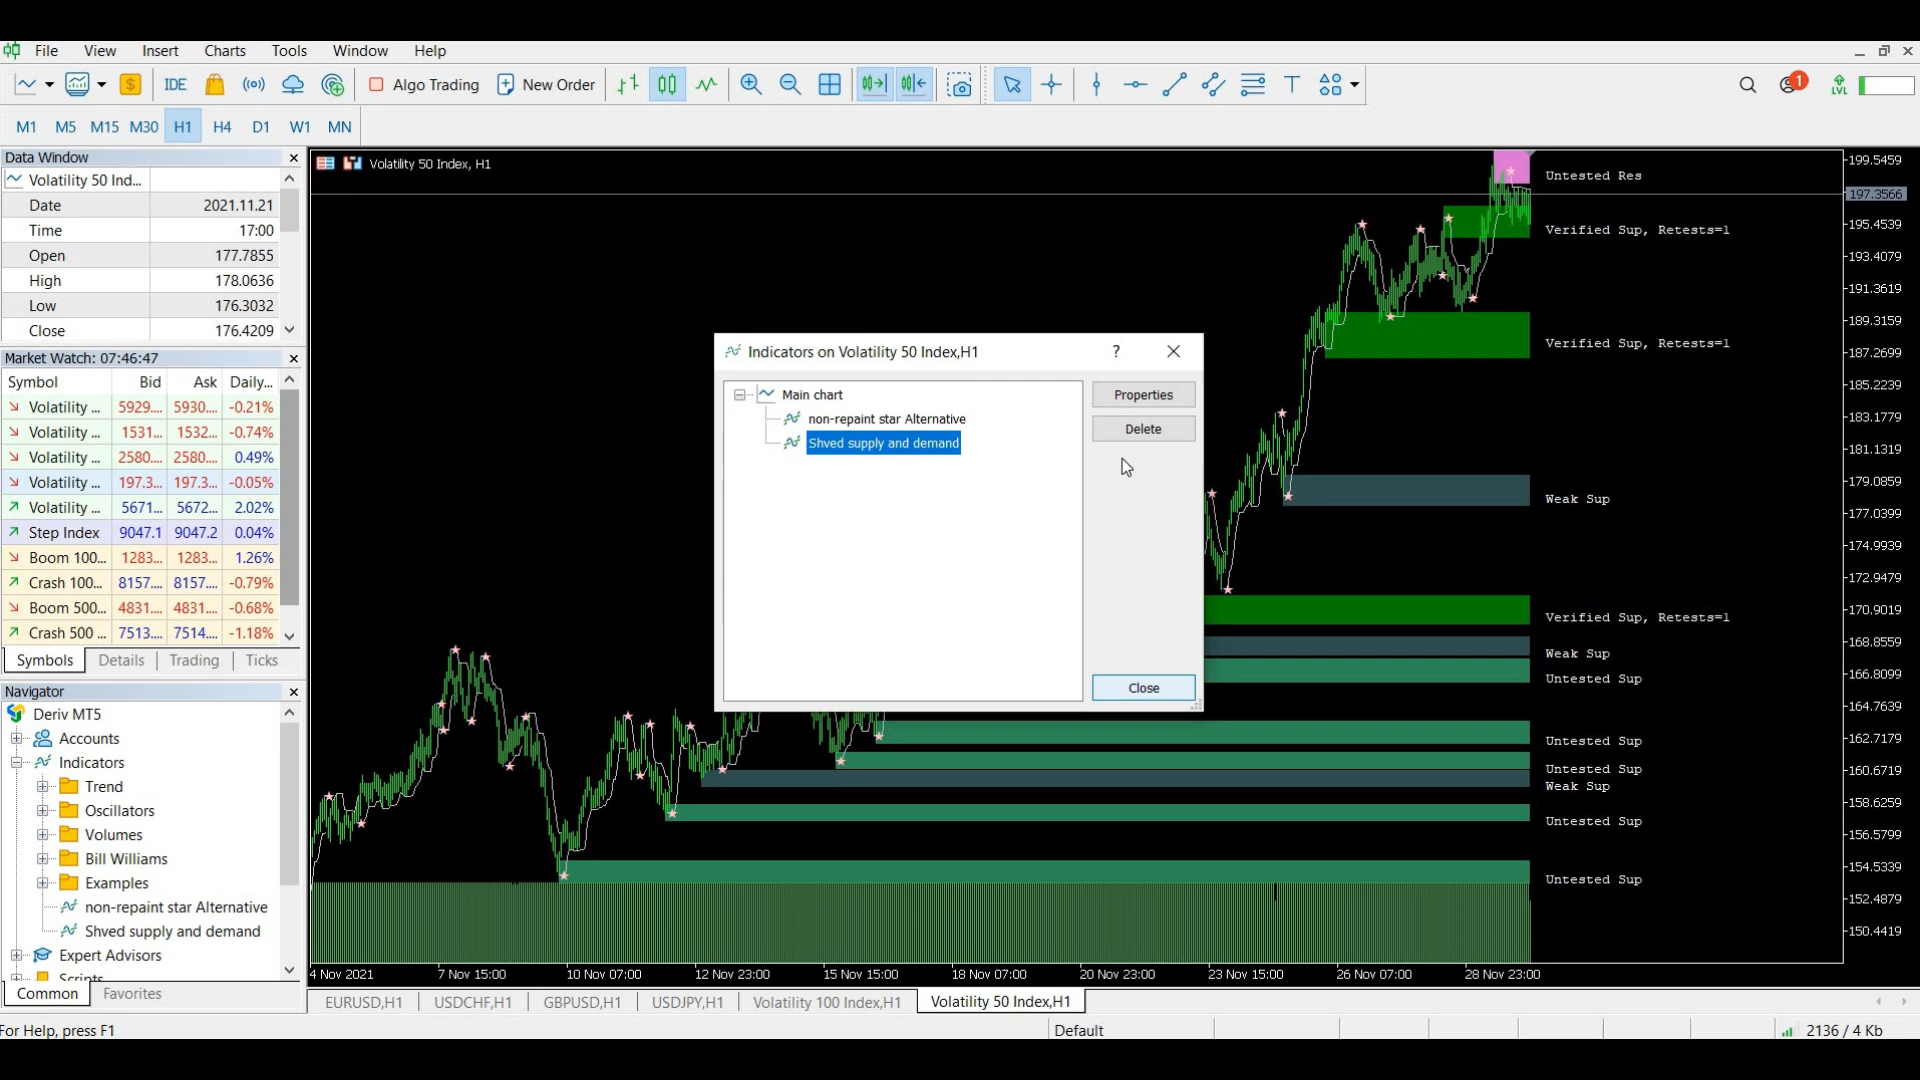 File View Insert Charts Tools Window Help
IDE Algo Trading New Order 1 LVL
M1 M5 M15 M30 H1 H4 D1 W1 MN
Data Window
Volatility 50 Ind...
Date 2021.11.21
Time 17:00
Open 177.7855
High 178.0636
Low 176.3032
Close 176.4209
Market Watch: 07:46:47
Symbol Bid Ask Daily...
Volatility ... 5929.... 5930.... -0.21%
Volatility ... 1531... 1532... -0.74%
Volatility ... 2580.... 2580.... 0.49%
Volatility ... 197.3... 197.3... -0.05%
Volatility ... 5671.... 5672... 2.02%
Step Index 9047.1 9047.2 0.04%
Boom 100... 1283... 1283... 1.26%
Crash 100... 8157.... 8157.... -0.79%
Boom 500... 4831.... 4831.... -0.68%
Crash 500 ... 7513.... 7514.... -1.18%
Symbols Details Trading Ticks
Navigator
Deriv MT5
Accounts
Indicators
Trend
Oscillators
Volumes
Bill Williams
Examples
non-repaint star Alternative
Shved supply and demand
Expert Advisors
Scripts
Common Favorites
Volatility 50 Index, H1
Untested Res
Verified Sup, Retests=1
Verified Sup, Retests=1
Weak Sup
Verified Sup, Retests=1
Weak Sup
Untested Sup
Untested Sup
Untested Sup
Weak Sup
Untested Sup
Untested Sup
199.5459
197.3566
195.4539
193.4079
191.3619
189.3159
187.2699
185.2239
183.1779
181.1319
179.0859
177.0399
174.9939
172.9479
170.9019
168.8559
166.8099
164.7639
162.7179
160.6719
158.6259
156.5799
154.5339
152.4879
150.4419
Indicators on Volatility 50 Index,H1 ?
Main chart
non-repaint star Alternative
Shved supply and demand
Properties
Delete
Close
4 Nov 2021 7 Nov 15:00 10 Nov 07:00 12 Nov 23:00 15 Nov 15:00 18 Nov 07:00 20 Nov 23:00 23 Nov 15:00 26 Nov 07:00 28 Nov 23:00
EURUSD,H1 USDCHF,H1 GBPUSD,H1 USDJPY,H1 Volatility 100 Index,H1 Volatility 50 Index,H1
For Help, press F1 Default 2136 / 4 Kb